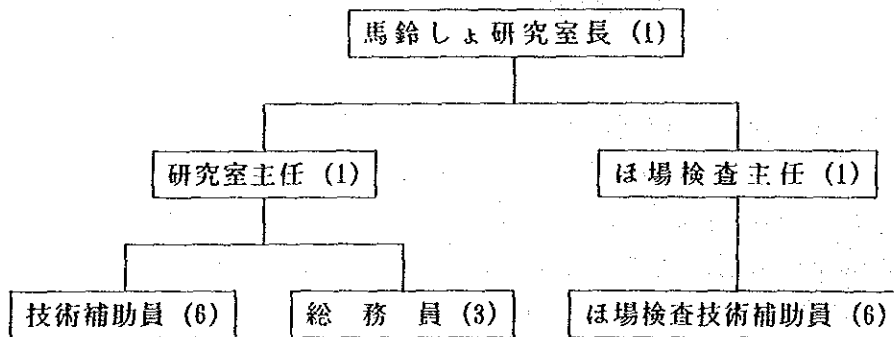 馬鈴しょ研究室長 (1)
研究室主任 (1)
ほ場検査主任 (1)
技術補助員 (6)
総務員 (3)
ほ場検査技術補助員 (6)